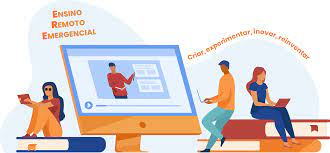 ENSINO
REMOTO
EMERGENCIAL
Criar, experimentar, inovar, reinventar